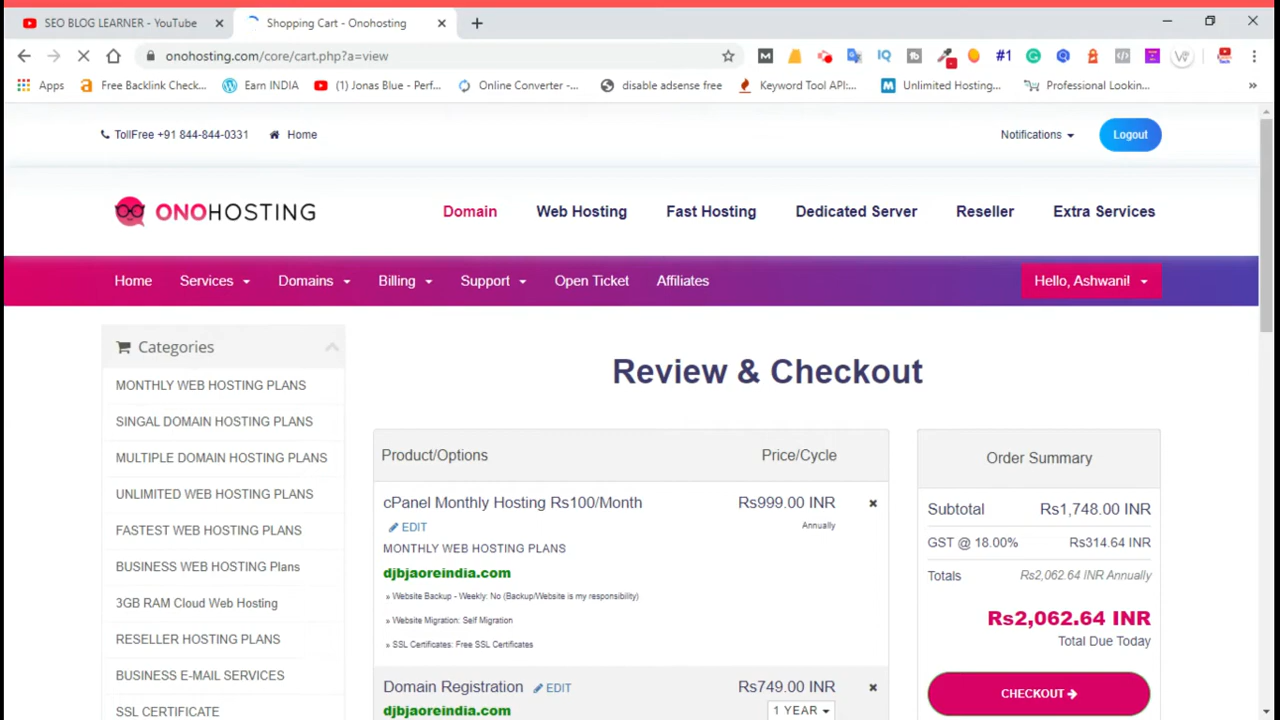 SEO BLOG LEARNER - YouTube
Shopping Cart - Onohosting
onohosting.com/core/cart.php?a=view
#1
Apps
Free Backlink Check...
Earn INDIA
(1) Jonas Blue - Perf...
Online Converter -...
disable adsense free
Keyword Tool API:...
Unlimited Hosting...
Professional Lookin...
TollFree +91 844-844-0331
Home
Notifications
Logout
ONOHOSTING
Domain
Web Hosting
Fast Hosting
Dedicated Server
Reseller
Extra Services
Home
Services
Domains
Billing
Support
Open Ticket
Affiliates
Hello, Ashwani!
Categories
MONTHLY WEB HOSTING PLANS
SINGAL DOMAIN HOSTING PLANS
MULTIPLE DOMAIN HOSTING PLANS
UNLIMITED WEB HOSTING PLANS
FASTEST WEB HOSTING PLANS
BUSINESS WEB HOSTING Plans
3GB RAM Cloud Web Hosting
RESELLER HOSTING PLANS
BUSINESS E-MAIL SERVICES
SSL CERTIFICATE
Review & Checkout
Product/Options Price/Cycle
cPanel Monthly Hosting Rs100/Month Rs999.00 INR
EDIT Annually
MONTHLY WEB HOSTING PLANS
djbjaoreindia.com
» Website Backup - Weekly: No (Backup/Website is my responsibility)
» Website Migration: Self Migration
» SSL Certificates: Free SSL Certificates
Domain Registration EDIT Rs749.00 INR
djbjaoreindia.com 1 YEAR
Order Summary
Subtotal Rs1,748.00 INR
GST @ 18.00% Rs314.64 INR
Totals Rs2,062.64 INR Annually
Rs2,062.64 INR
Total Due Today
CHECKOUT